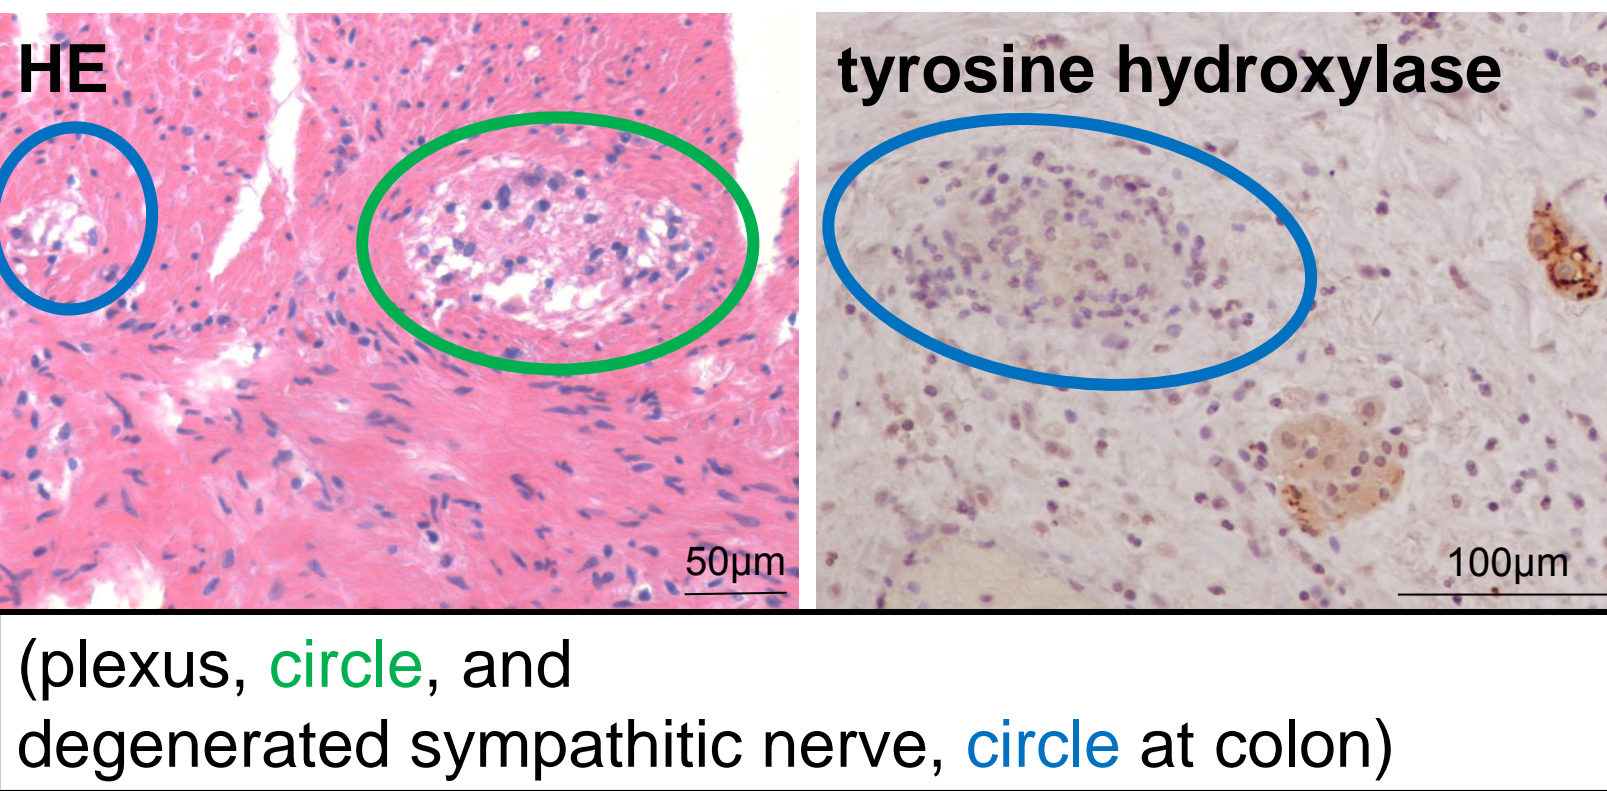 HE
tyrosine hydroxylase
50µm
100µm
(plexus, circle, and
degenerated sympathitic nerve, circle at colon)